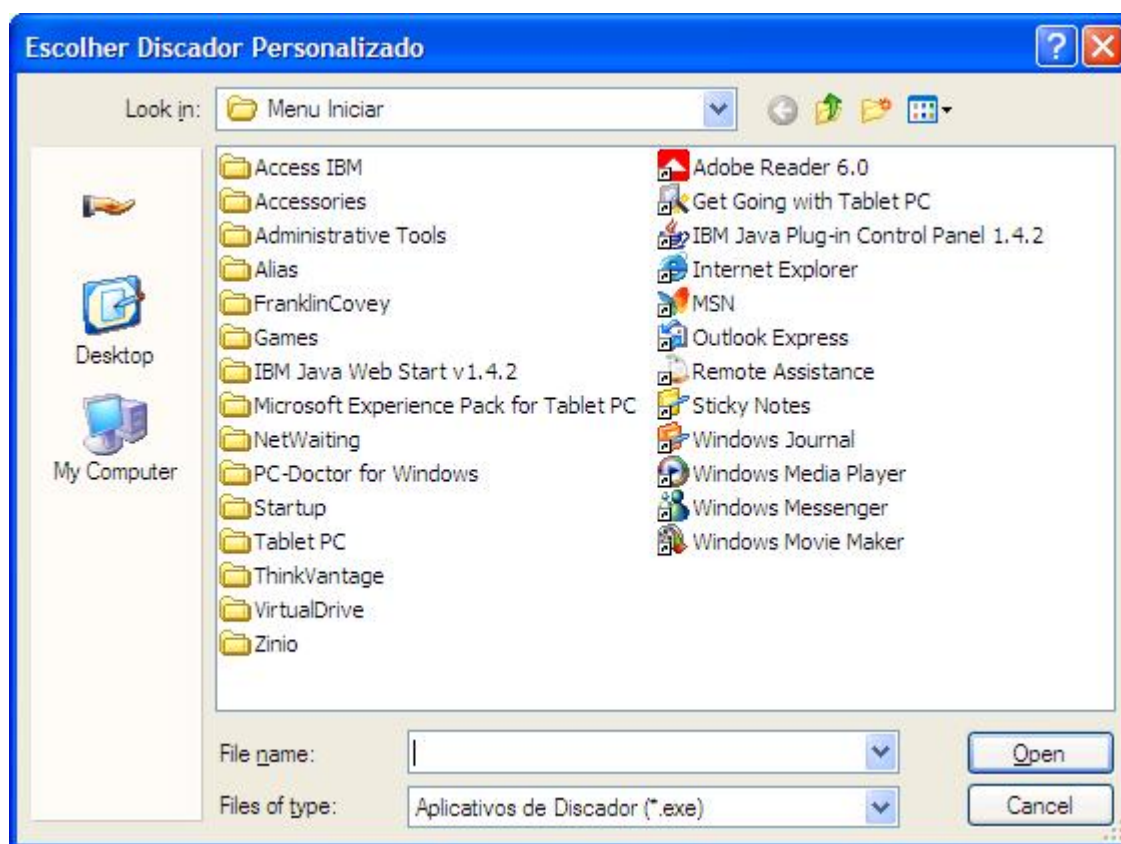 Escolher Discador Personalizado
Look in: Menu Iniciar
Desktop
My Computer
Access IBM
Accessories
Administrative Tools
Alias
FranklinCovey
Games
IBM Java Web Start v1.4.2
Microsoft Experience Pack for Tablet PC
NetWaiting
PC-Doctor for Windows
Startup
Tablet PC
ThinkVantage
VirtualDrive
Zinio
Adobe Reader 6.0
Get Going with Tablet PC
IBM Java Plug-in Control Panel 1.4.2
Internet Explorer
MSN
Outlook Express
Remote Assistance
Sticky Notes
Windows Journal
Windows Media Player
Windows Messenger
Windows Movie Maker
File name: Open
Files of type: Aplicativos de Discador (*.exe) Cancel